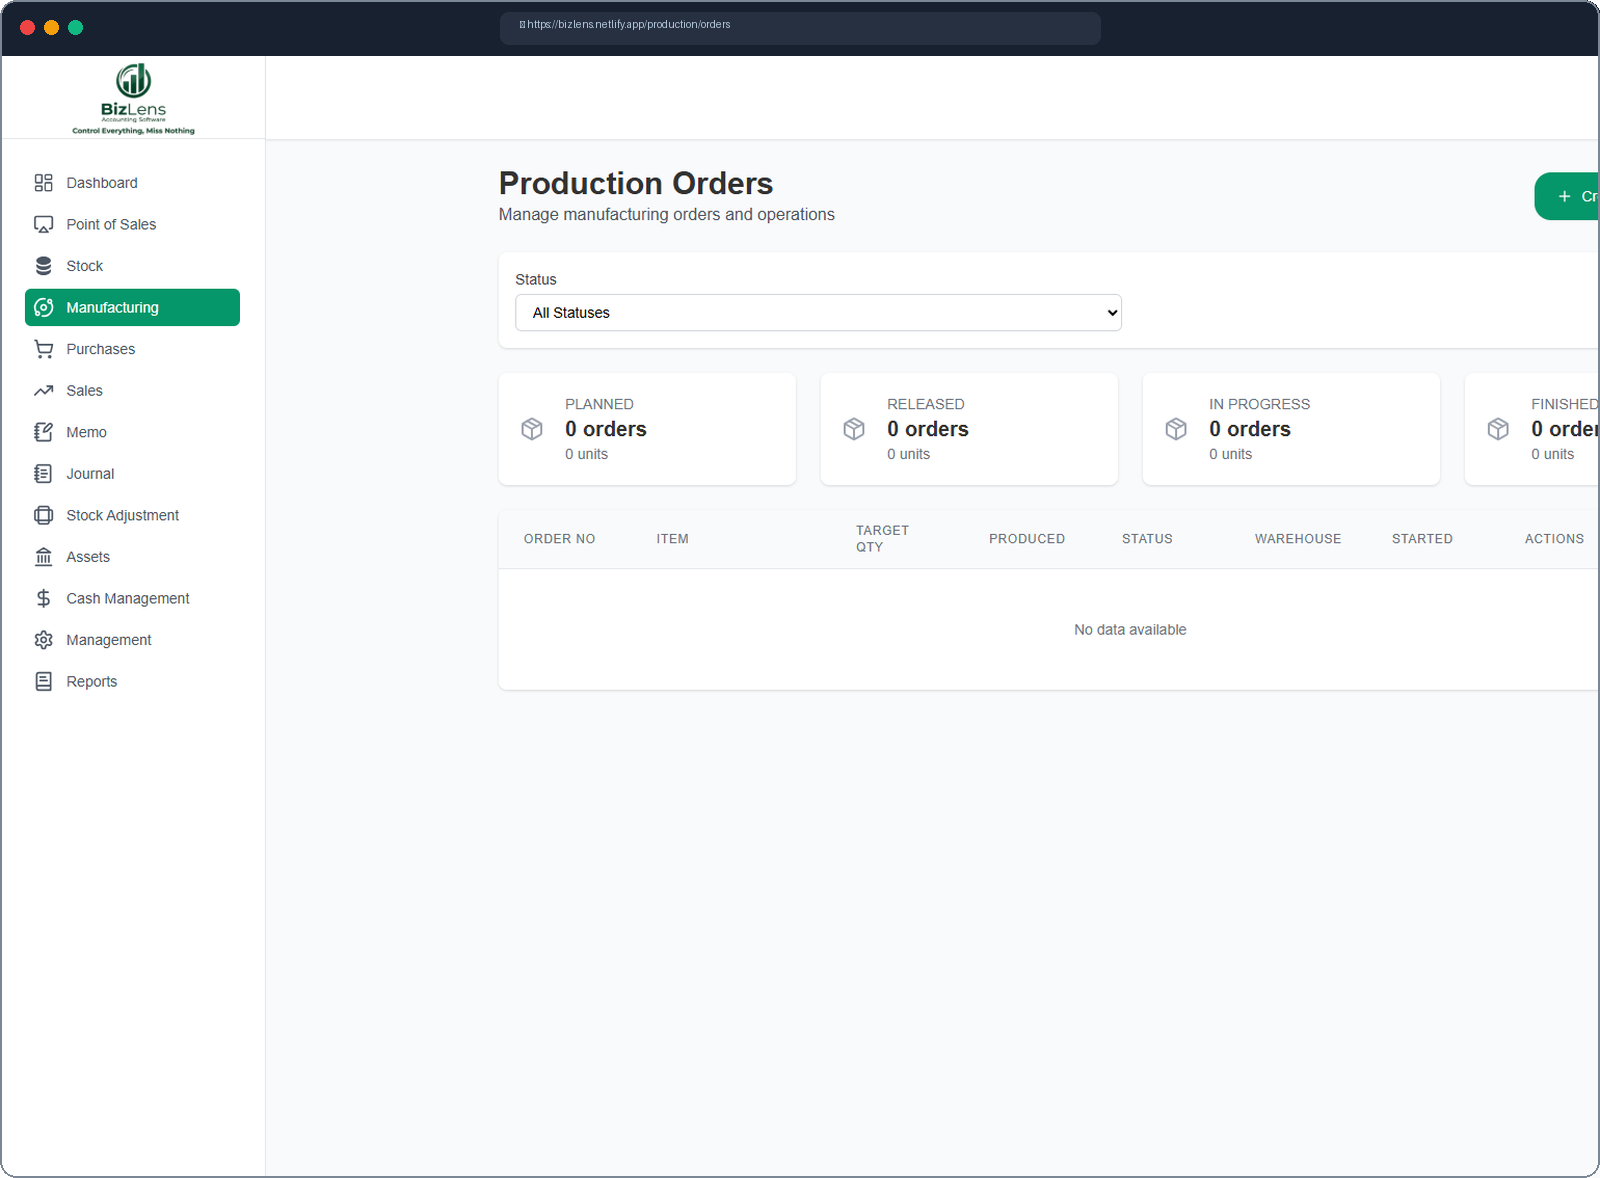 https://bizlens.netlify.app/production/orders
BizLens
Accounting Software
Control Everything, Miss Nothing
Dashboard
Point of Sales
Stock
Manufacturing
Purchases
Sales
Memo
Journal
Stock Adjustment
Assets
Cash Management
Management
Reports
Production Orders
Manage manufacturing orders and operations
+ Cr
Status
All Statuses
PLANNED
0 orders
0 units
RELEASED
0 orders
0 units
IN PROGRESS
0 orders
0 units
FINISHED
0 order
0 units
ORDER NO ITEM TARGET QTY PRODUCED STATUS WAREHOUSE STARTED ACTIONS
No data available